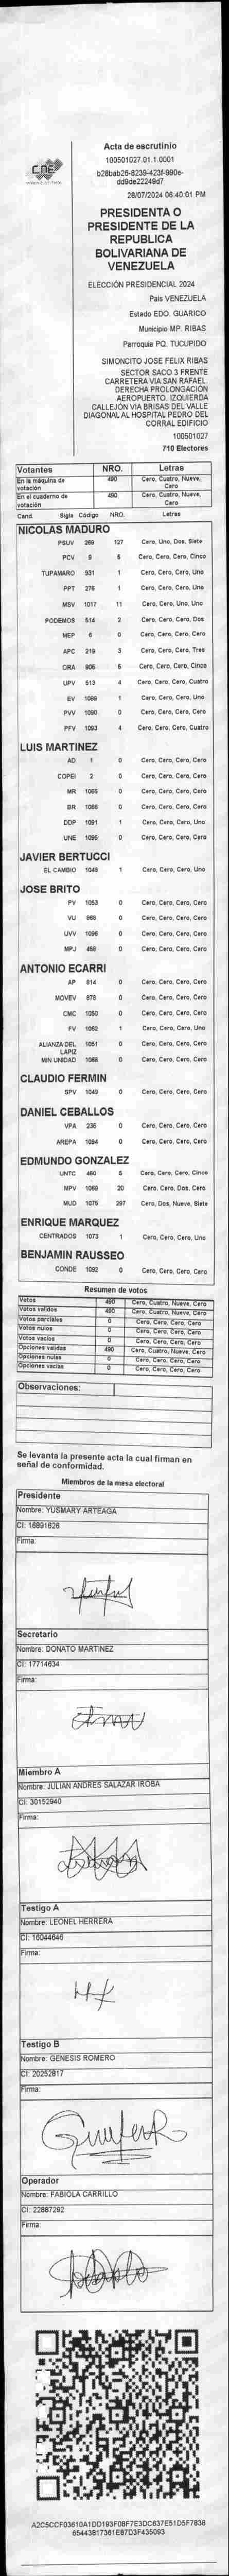 Acta de escrutinio
CNE
100501027.01.1.0001
b28bab26-8239-423f-990e-
dd9de22249d7
28/07/2024 06:40:01 PM
PRESIDENTA O
PRESIDENTE DE LA
REPUBLICA
BOLIVARIANA DE
VENEZUELA
ELECCIÓN PRESIDENCIAL 2024
Pais VENEZUELA
Estado EDO. GUARICO
Municipio MP. RIBAS
Parroquia PQ. TUCUPIDO
SIMONCITO JOSE FELIX RIBAS
SECTOR SACO 3 FRENTE
CARRETERA VIA SAN RAFAEL.
DERECHA PROLONGACIÓN
AEROPUERTO. IZQUIERDA
CALLEJÓN VIA BRISAS DEL VALLE
DIAGONAL AL HOSPITAL PEDRO DEL
CORRAL EDIFICIO
100501027
710 Electores
Votantes NRO. Letras
En la máquina de votación 490 Cero, Cuatro, Nueve, Cero
En el cuaderno de votación 490 Cero, Cuatro, Nueve, Cero
Cand. Sigla Código NRO. Letras
NICOLAS MADURO
PSUV 269 127 Cero, Uno, Dos, Siete
PCV 9 5 Cero, Cero, Cero, Cinco
TUPAMARO 931 1 Cero, Cero, Cero, Uno
PPT 275 1 Cero, Cero, Cero, Uno
MSV 1017 11 Cero, Cero, Uno, Uno
PODEMOS 514 2 Cero, Cero, Cero, Dos
MEP 6 0 Cero, Cero, Cero, Cero
APC 219 3 Cero, Cero, Cero, Tres
ORA 906 5 Cero, Cero, Cero, Cinco
UPV 513 4 Cero, Cero, Cero, Cuatro
EV 1089 1 Cero, Cero, Cero, Uno
PVV 1090 0 Cero, Cero, Cero, Cero
PFV 1093 4 Cero, Cero, Cero, Cuatro
LUIS MARTINEZ
AD 1 0 Cero, Cero, Cero, Cero
COPEI 2 0 Cero, Cero, Cero, Cero
MR 1065 0 Cero, Cero, Cero, Cero
BR 1066 0 Cero, Cero, Cero, Cero
DDP 1091 1 Cero, Cero, Cero, Uno
UNE 1095 0 Cero, Cero, Cero, Cero
JAVIER BERTUCCI
EL CAMBIO 1048 1 Cero, Cero, Cero, Uno
JOSE BRITO
PV 1053 0 Cero, Cero, Cero, Cero
VU 968 0 Cero, Cero, Cero, Cero
UVV 1096 0 Cero, Cero, Cero, Cero
MPJ 458 0 Cero, Cero, Cero, Cero
ANTONIO ECARRI
AP 814 0 Cero, Cero, Cero, Cero
MOVEV 878 0 Cero, Cero, Cero, Cero
CMC 1050 0 Cero, Cero, Cero, Cero
FV 1062 1 Cero, Cero, Cero, Uno
ALIANZA DEL LAPIZ 1051 0 Cero, Cero, Cero, Cero
MIN UNIDAD 1068 0 Cero, Cero, Cero, Cero
CLAUDIO FERMIN
SPV 1049 0 Cero, Cero, Cero, Cero
DANIEL CEBALLOS
VPA 236 0 Cero, Cero, Cero, Cero
AREPA 1094 0 Cero, Cero, Cero, Cero
EDMUNDO GONZALEZ
UNTC 460 5 Cero, Cero, Cero, Cinco
MPV 1069 20 Cero, Cero, Dos, Cero
MUD 1075 297 Cero, Dos, Nueve, Siete
ENRIQUE MARQUEZ
CENTRADOS 1073 1 Cero, Cero, Cero, Uno
BENJAMIN RAUSSEO
CONDE 1092 0 Cero, Cero, Cero, Cero
Resumen de votos
Votos 490 Cero, Cuatro, Nueve, Cero
Votos validos 490 Cero, Cuatro, Nueve, Cero
Votos parciales 0 Cero, Cero, Cero, Cero
Votos nulos 0 Cero, Cero, Cero, Cero
Votos vacios 0 Cero, Cero, Cero, Cero
Opciones validas 490 Cero, Cuatro, Nueve, Cero
Opciones nulas 0 Cero, Cero, Cero, Cero
Opciones vacias 0 Cero, Cero, Cero, Cero
Observaciones:
Se levanta la presente acta la cual firman en
señal de conformidad.
Miembros de la mesa electoral
Presidente
Nombre: YUSMARY ARTEAGA
CI: 16891626
Firma:
Secretario
Nombre: DONATO MARTINEZ
CI: 17714634
Firma:
Miembro A
Nombre: JULIAN ANDRES SALAZAR IROBA
CI: 30152940
Firma:
Testigo A
Nombre: LEONEL HERRERA
CI: 16044646
Firma:
Testigo B
Nombre: GENESIS ROMERO
CI: 20252817
Firma:
Operador
Nombre: FABIOLA CARRILLO
CI: 22887292
Firma:
A2C5CCF03610A1DD193F08F7E3DC637E51D5F7838
65443817361E87D3F435093